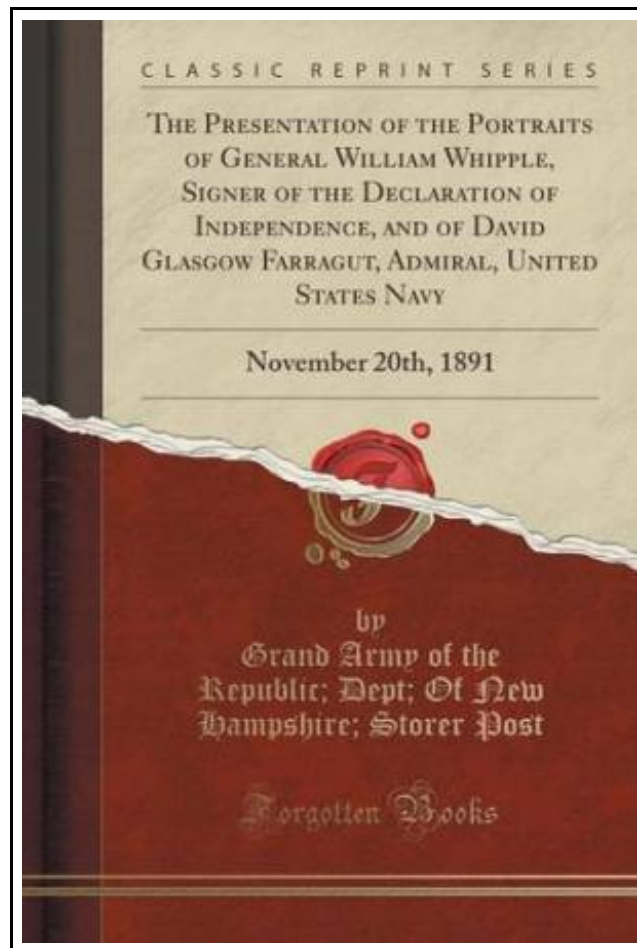 CLASSIC REPRINT SERIES
THE PRESENTATION OF THE PORTRAITS
OF GENERAL WILLIAM WHIPPLE,
SIGNER OF THE DECLARATION OF
INDEPENDENCE, AND OF DAVID
GLASGOW FARRAGUT, ADMIRAL, UNITED
STATES NAVY
November 20th, 1891
by
Grand Army of the
Republic; Dept; Of New
Hampshire; Storer Post
Forgotten Books